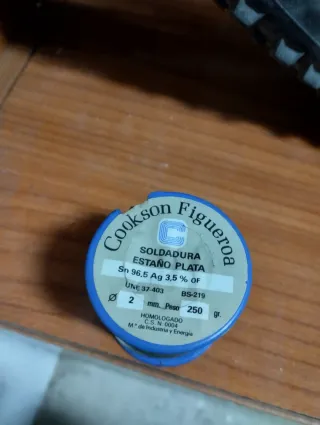 Cookson Figueroa
SOLDADURA
ESTAÑO PLATA
Sn 96,5 Ag 3,5 % OF
UNE 37-403 BS-219
Ø 2 mm. Peso 250 gr.
HOMOLOGADO
C.S.N. 0004
M.º de Industria y Energía